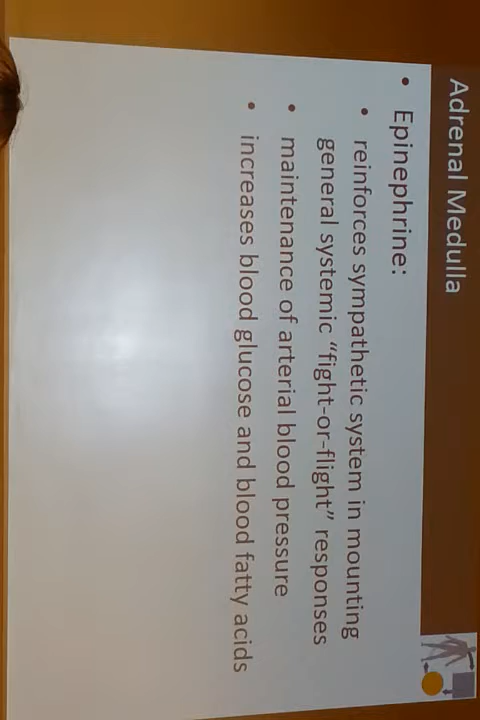 Adrenal Medulla
• Epinephrine:
• reinforces sympathetic system in mounting
general systemic "fight-or-flight" responses
• maintenance of arterial blood pressure
• increases blood glucose and blood fatty acids